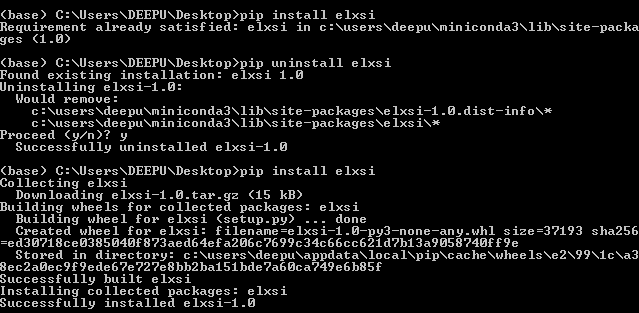 (base) C:\Users\DEEPU\Desktop>pip install elxsi
Requirement already satisfied: elxsi in c:\users\deepu\miniconda3\lib\site-packa
ges (1.0)
(base) C:\Users\DEEPU\Desktop>pip uninstall elxsi
Found existing installation: elxsi 1.0
Uninstalling elxsi-1.0:
  Would remove:
    c:\users\deepu\miniconda3\lib\site-packages\elxsi-1.0.dist-info\*
    c:\users\deepu\miniconda3\lib\site-packages\elxsi\*
Proceed (y/n)? y
  Successfully uninstalled elxsi-1.0
(base) C:\Users\DEEPU\Desktop>pip install elxsi
Collecting elxsi
  Downloading elxsi-1.0.tar.gz (15 kB)
Building wheels for collected packages: elxsi
  Building wheel for elxsi (setup.py) ... done
  Created wheel for elxsi: filename=elxsi-1.0-py3-none-any.whl size=37193 sha256
=ed30718ce0385040f873aed64efa206c7699c34c66cc621d7b13a9058740ff9e
  Stored in directory: c:\users\deepu\appdata\local\pip\cache\wheels\e2\99\1c\a3
8ec2a0ec9f9ede67e727e8bb2ba151bde7a60ca749e6b85f
Successfully built elxsi
Installing collected packages: elxsi
Successfully installed elxsi-1.0